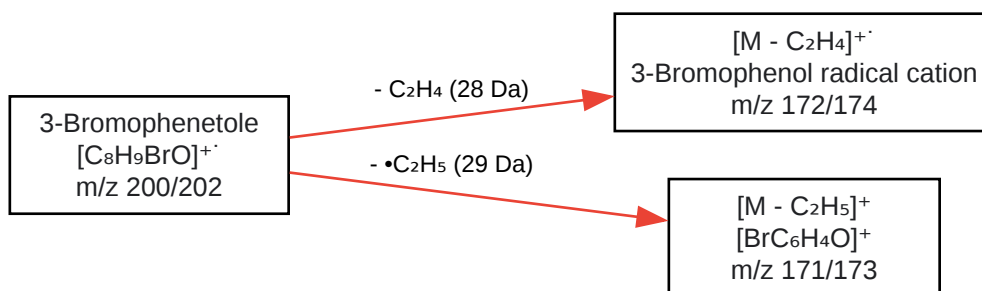 3-Bromophenetole
[C₈H₉BrO]⁺˙
m/z 200/202
- C₂H₄ (28 Da)
- •C₂H₅ (29 Da)
[M - C₂H₄]⁺˙
3-Bromophenol radical cation
m/z 172/174
[M - C₂H₅]⁺
[BrC₆H₄O]⁺
m/z 171/173